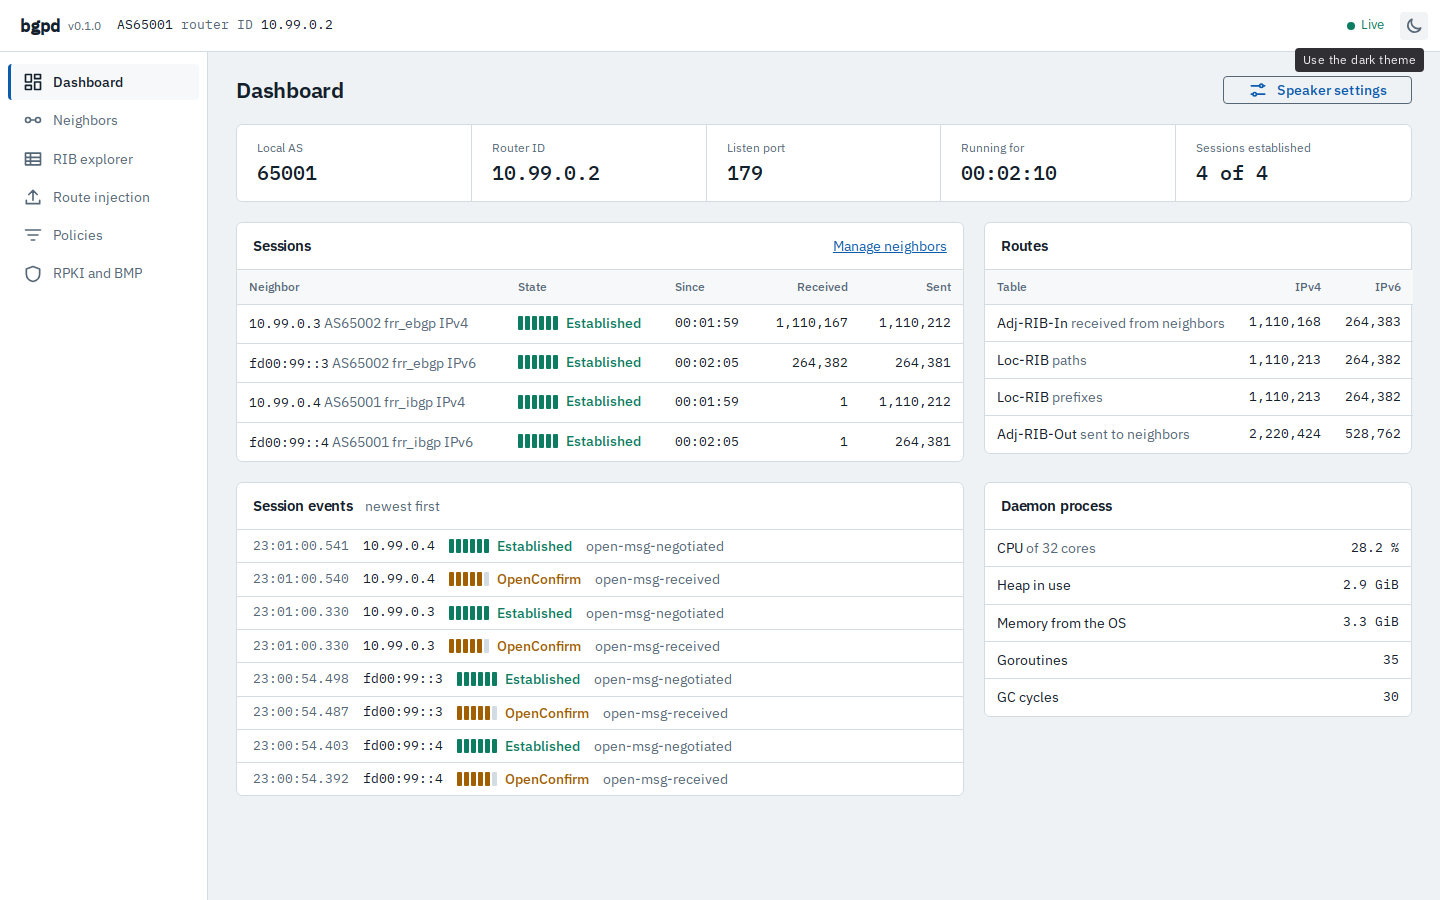 bgpd v0.1.0 AS65001 router ID 10.99.0.2
Live
Use the dark theme
Dashboard
Neighbors
RIB explorer
Route injection
Policies
RPKI and BMP
Dashboard
Speaker settings
Local AS
65001
Router ID
10.99.0.2
Listen port
179
Running for
00:02:10
Sessions established
4 of 4
Sessions
Manage neighbors
Neighbor State Since Received Sent
10.99.0.3 AS65002 frr_ebgp IPv4 Established 00:01:59 1,110,167 1,110,212
fd00:99::3 AS65002 frr_ebgp IPv6 Established 00:02:05 264,382 264,381
10.99.0.4 AS65001 frr_ibgp IPv4 Established 00:01:59 1 1,110,212
fd00:99::4 AS65001 frr_ibgp IPv6 Established 00:02:05 1 264,381
Routes
Table IPv4 IPv6
Adj-RIB-In received from neighbors 1,110,168 264,383
Loc-RIB paths 1,110,213 264,382
Loc-RIB prefixes 1,110,213 264,382
Adj-RIB-Out sent to neighbors 2,220,424 528,762
Session events newest first
23:01:00.541 10.99.0.4 Established open-msg-negotiated
23:01:00.540 10.99.0.4 OpenConfirm open-msg-received
23:01:00.330 10.99.0.3 Established open-msg-negotiated
23:01:00.330 10.99.0.3 OpenConfirm open-msg-received
23:00:54.498 fd00:99::3 Established open-msg-negotiated
23:00:54.487 fd00:99::3 OpenConfirm open-msg-received
23:00:54.403 fd00:99::4 Established open-msg-negotiated
23:00:54.392 fd00:99::4 OpenConfirm open-msg-received
Daemon process
CPU of 32 cores 28.2 %
Heap in use 2.9 GiB
Memory from the OS 3.3 GiB
Goroutines 35
GC cycles 30